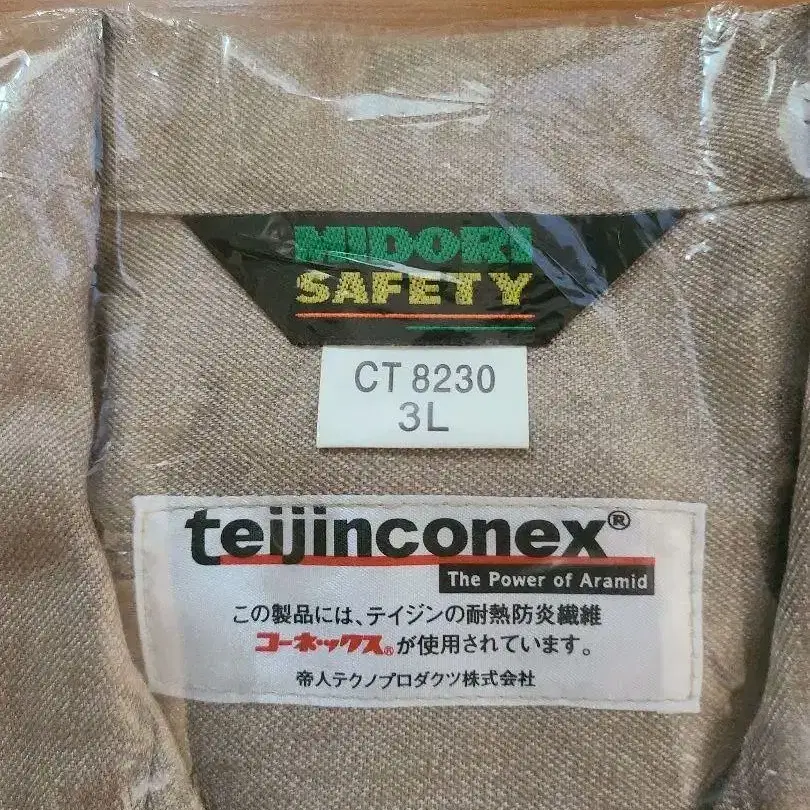 MIDORI
SAFETY
CT 8230
3L
teijinconex®
The Power of Aramid
この製品には、テイジンの耐熱防炎繊維
コーネックス®が使用されています。
帝人テクノプロダクツ株式会社